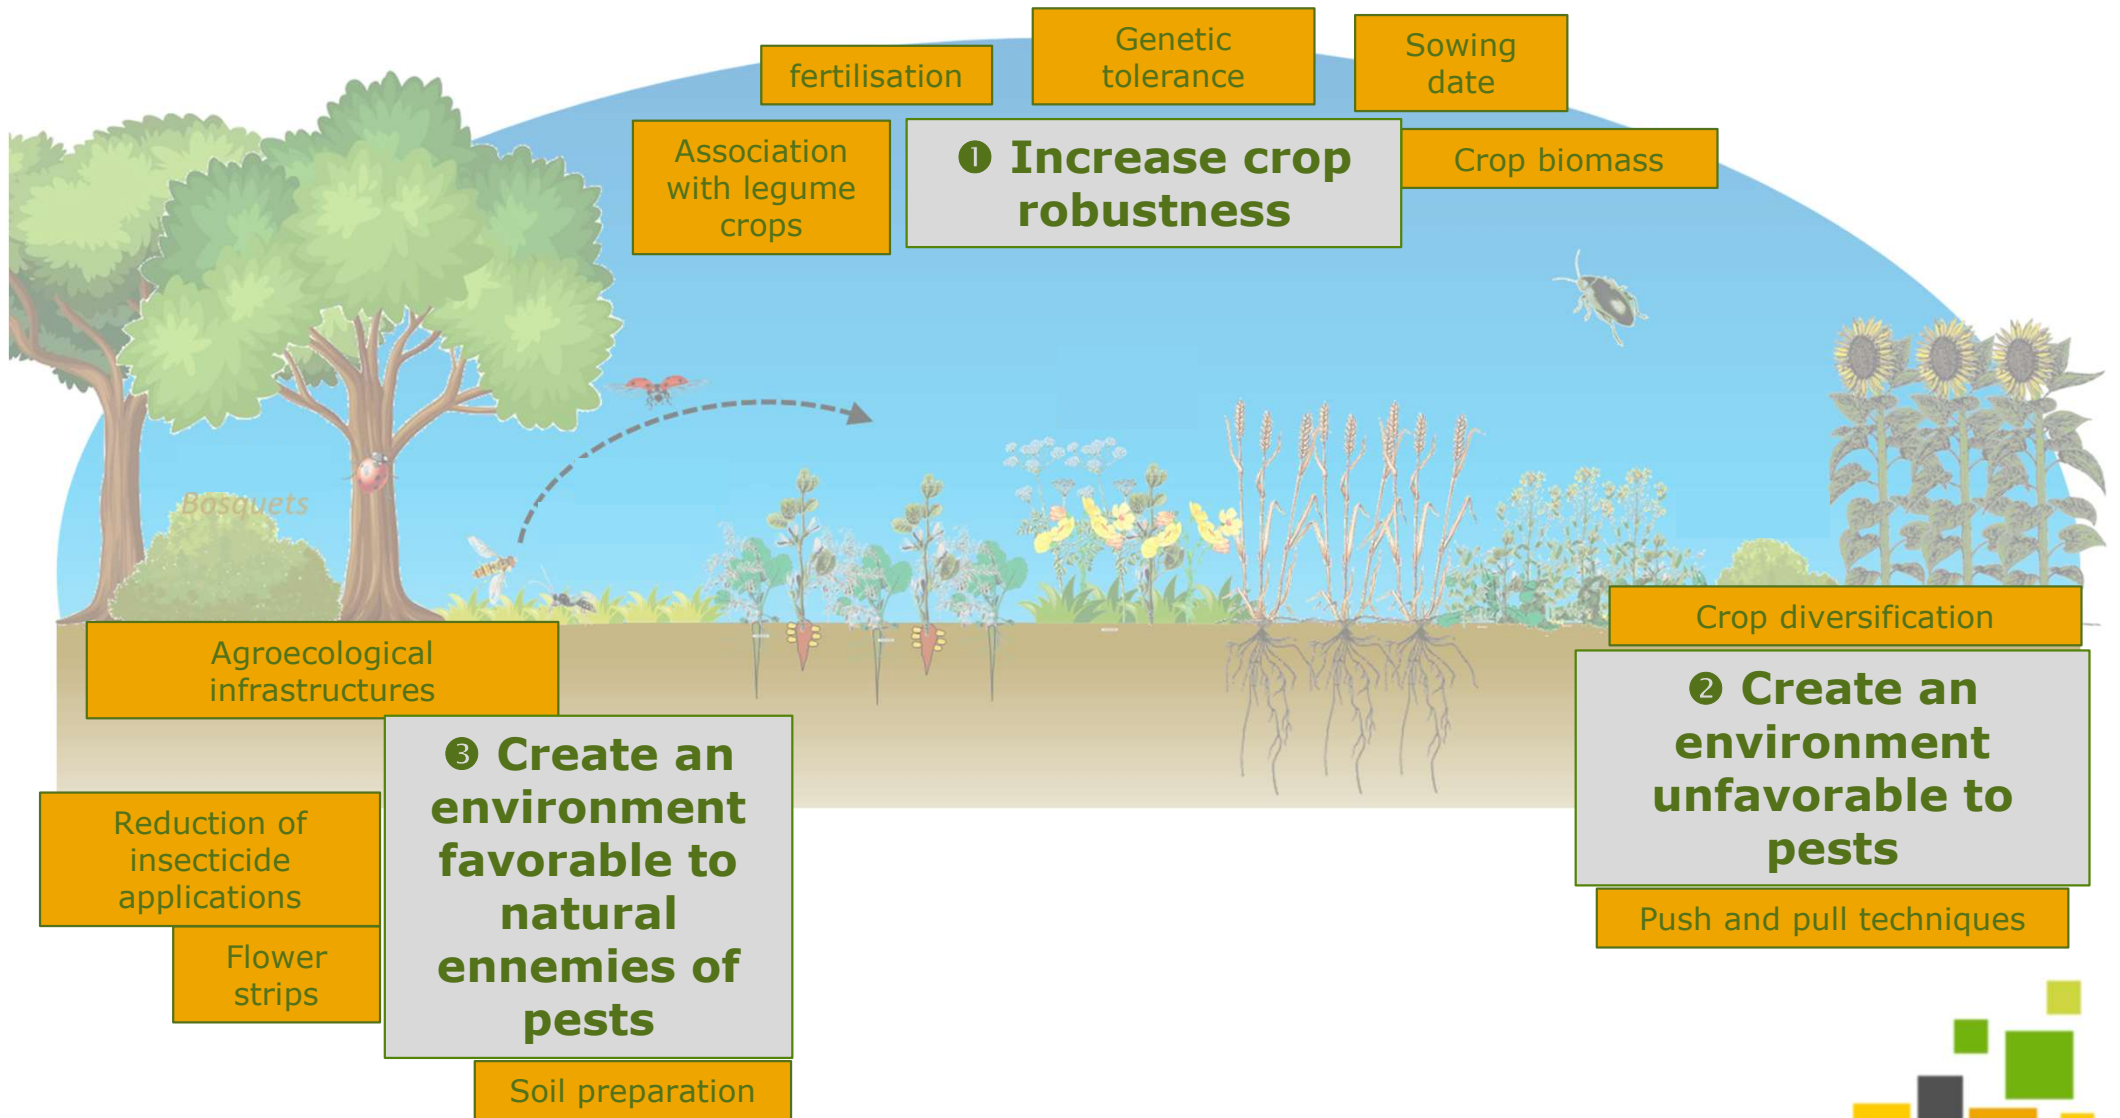 fertilisation
Genetic
tolerance
Sowing
date
Association
with legume
crops
❶ Increase crop
robustness
Crop biomass
Bosquets
Crop diversification
❷ Create an
environment
unfavorable to
pests
Push and pull techniques
Agroecological
infrastructures
❸ Create an
environment
favorable to
natural
ennemies of
pests
Reduction of
insecticide
applications
Flower
strips
Soil preparation